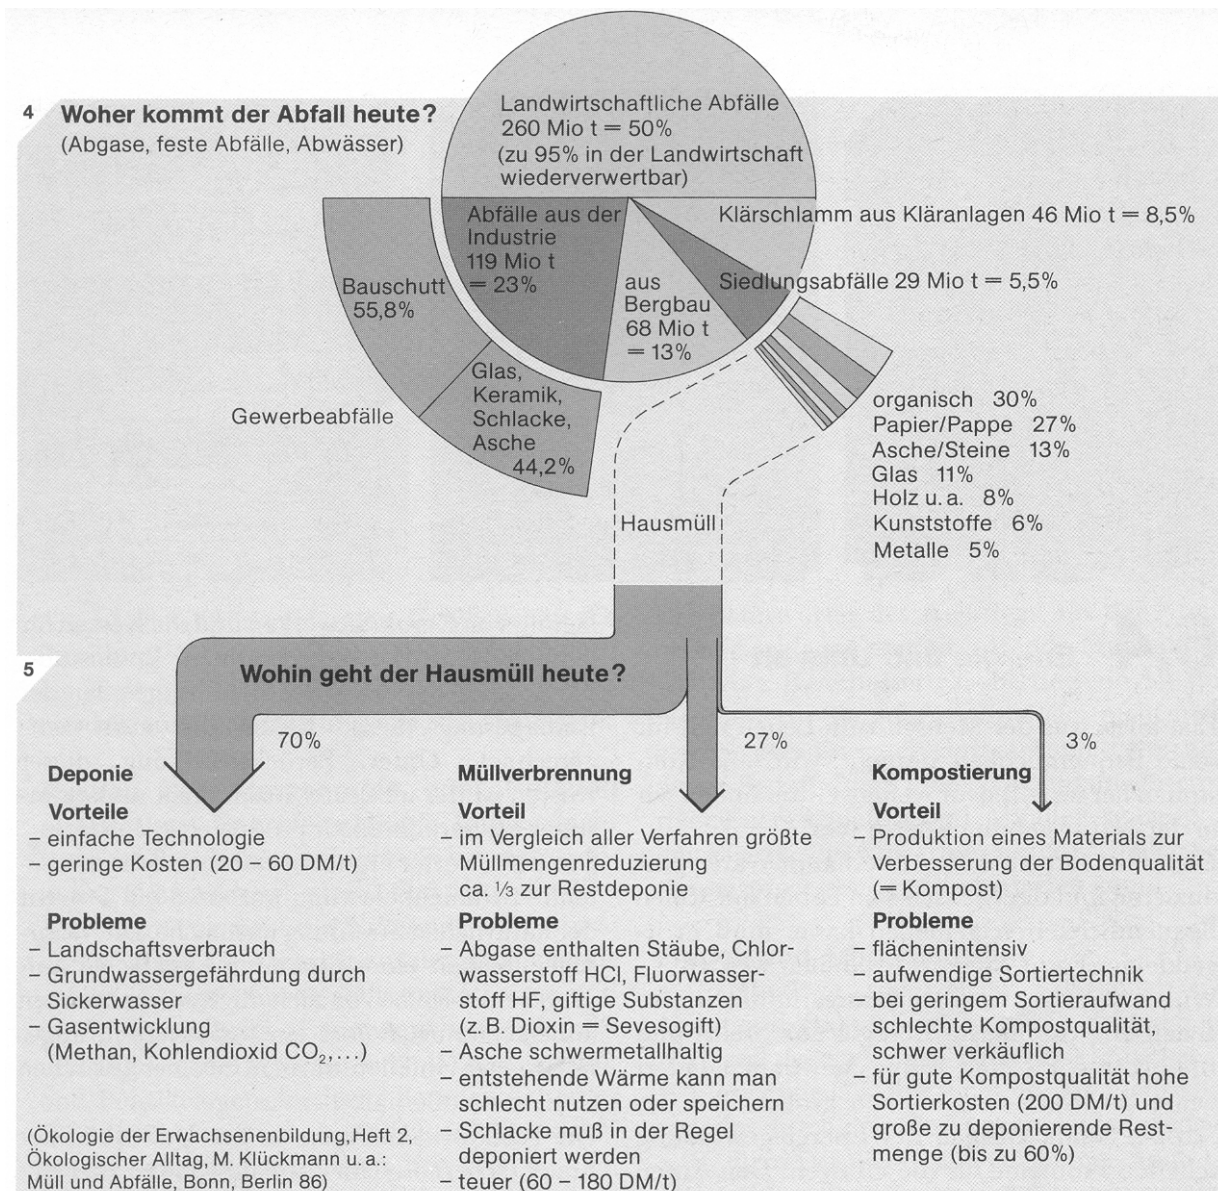 4 Woher kommt der Abfall heute?
(Abgase, feste Abfälle, Abwässer)
Landwirtschaftliche Abfälle
260 Mio t = 50%
(zu 95% in der Landwirtschaft
wiederverwertbar)
Abfälle aus der
Industrie
119 Mio t
= 23%
Klärschlamm aus Kläranlagen 46 Mio t = 8,5%
Siedlungsabfälle 29 Mio t = 5,5%
aus
Bergbau
68 Mio t
= 13%
Bauschutt
55,8%
Glas,
Keramik,
Schlacke,
Asche
44,2%
Gewerbeabfälle
organisch 30%
Papier/Pappe 27%
Asche/Steine 13%
Glas 11%
Holz u. a. 8%
Kunststoffe 6%
Metalle 5%
Hausmüll
5 Wohin geht der Hausmüll heute?
70%
27%
3%
Deponie
Vorteile
– einfache Technologie
– geringe Kosten (20 – 60 DM/t)
Probleme
– Landschaftsverbrauch
– Grundwassergefährdung durch
Sickerwasser
– Gasentwicklung
(Methan, Kohlendioxid CO₂,...)
(Ökologie der Erwachsenenbildung, Heft 2,
Ökologischer Alltag, M. Klückmann u. a.:
Müll und Abfälle, Bonn, Berlin 86)
Müllverbrennung
Vorteil
– im Vergleich aller Verfahren größte
Müllmengenreduzierung
ca. ⅓ zur Restdeponie
Probleme
– Abgase enthalten Stäube, Chlor-
wasserstoff HCl, Fluorwasser-
stoff HF, giftige Substanzen
(z. B. Dioxin = Sevesogift)
– Asche schwermetallhaltig
– entstehende Wärme kann man
schlecht nutzen oder speichern
– Schlacke muß in der Regel
deponiert werden
– teuer (60 – 180 DM/t)
Kompostierung
Vorteil
– Produktion eines Materials zur
Verbesserung der Bodenqualität
(= Kompost)
Probleme
– flächenintensiv
– aufwendige Sortiertechnik
– bei geringem Sortieraufwand
schlechte Kompostqualität,
schwer verkäuflich
– für gute Kompostqualität hohe
Sortierkosten (200 DM/t) und
große zu deponierende Rest-
menge (bis zu 60%)